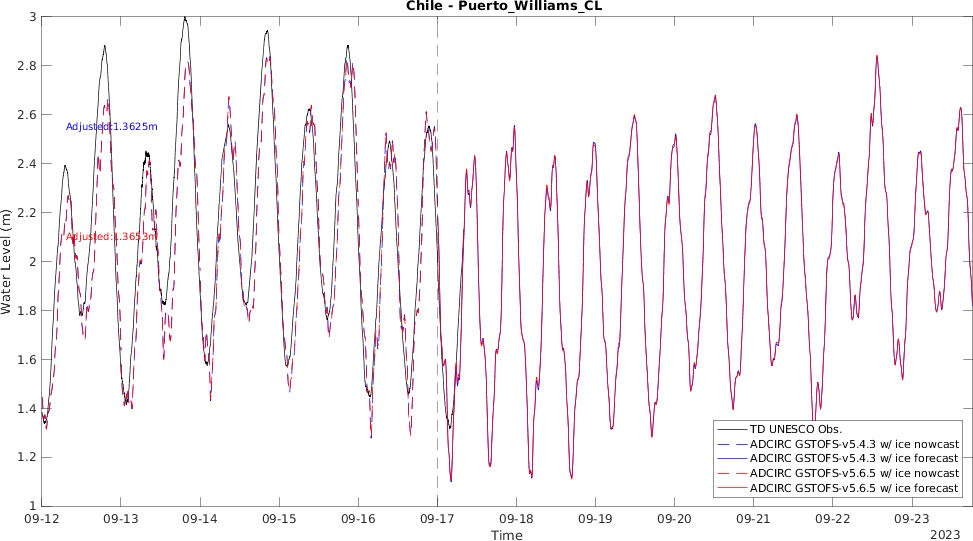 Chile - Puerto_Williams_CL
3
2.8
2.6
2.4
2.2
2
1.8
1.6
1.4
1.2
1
Water Level (m)
Adjusted:1.3625m
Adjusted:1.3653m
TD UNESCO Obs.
ADCIRC GSTOFS-v5.4.3 w/ ice nowcast
ADCIRC GSTOFS-v5.4.3 w/ ice forecast
ADCIRC GSTOFS-v5.6.5 w/ ice nowcast
ADCIRC GSTOFS-v5.6.5 w/ ice forecast
09-12 09-13 09-14 09-15 09-16 09-17 09-18 09-19 09-20 09-21 09-22 09-23
Time
2023